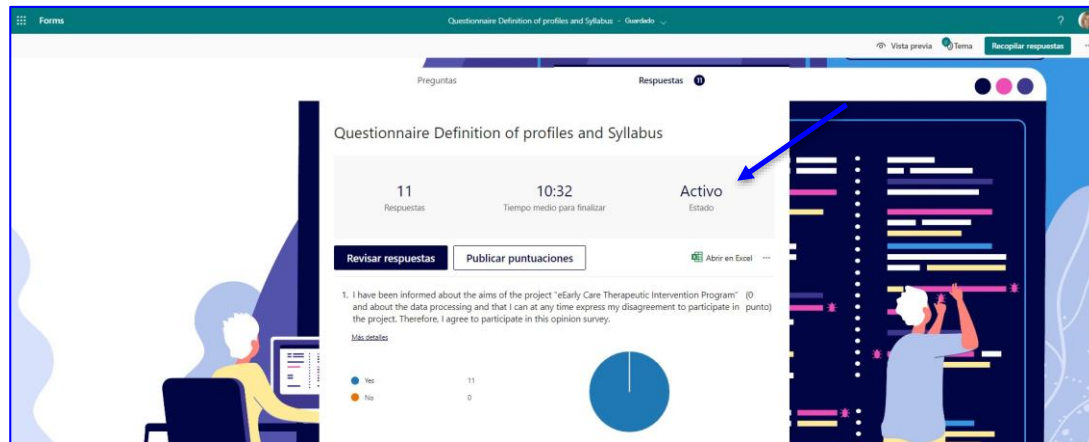 Forms
Questionnaire Definition of profiles and Syllabus - Guardado
?
Vista previa
Tema
Recopilar respuestas
Preguntas
Respuestas 11
Questionnaire Definition of profiles and Syllabus
11
Respuestas
10:32
Tiempo medio para finalizar
Activo
Estado
Revisar respuestas
Publicar puntuaciones
Abrir en Excel
1. I have been informed about the aims of the project "eEarly Care Therapeutic Intervention Program" (0
and about the data processing and that I can at any time express my disagreement to participate in punto)
the project. Therefore, I agree to participate in this opinion survey.
Más detalles
Yes 11
No 0